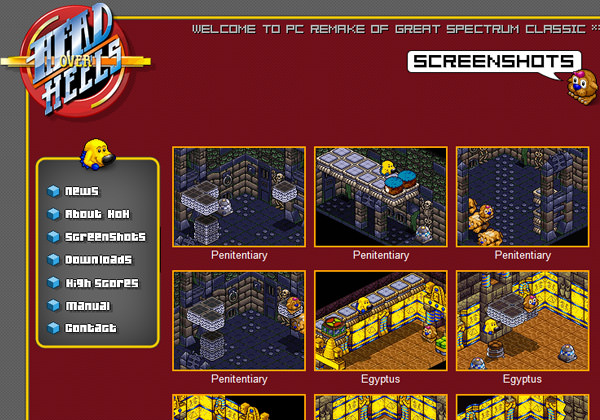 HEAD
OVER
HEELS
WELCOME TO PC REMAKE OF GREAT SPECTRUM CLASSIC **
SCREENSHOTS
News
About HoH
Screenshots
Downloads
High Scores
Manual
Contact
Penitentiary
Penitentiary
Penitentiary
Penitentiary
Egyptus
Egyptus